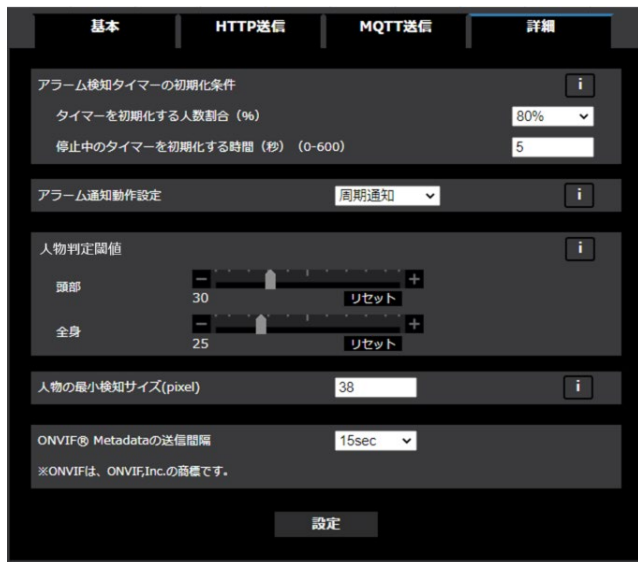 基本 HTTP送信 MQTT送信 詳細
アラーム検知タイマーの初期化条件 i
タイマーを初期化する人数割合（%） 80%
停止中のタイマーを初期化する時間（秒）（0-600） 5
アラーム通知動作設定 周期通知 i
人物判定閾値 i
頭部 − +
30 リセット
全身 − +
25 リセット
人物の最小検知サイズ(pixel) 38 i
ONVIF® Metadataの送信間隔 15sec
※ONVIFは、ONVIF,Inc.の商標です。
設定